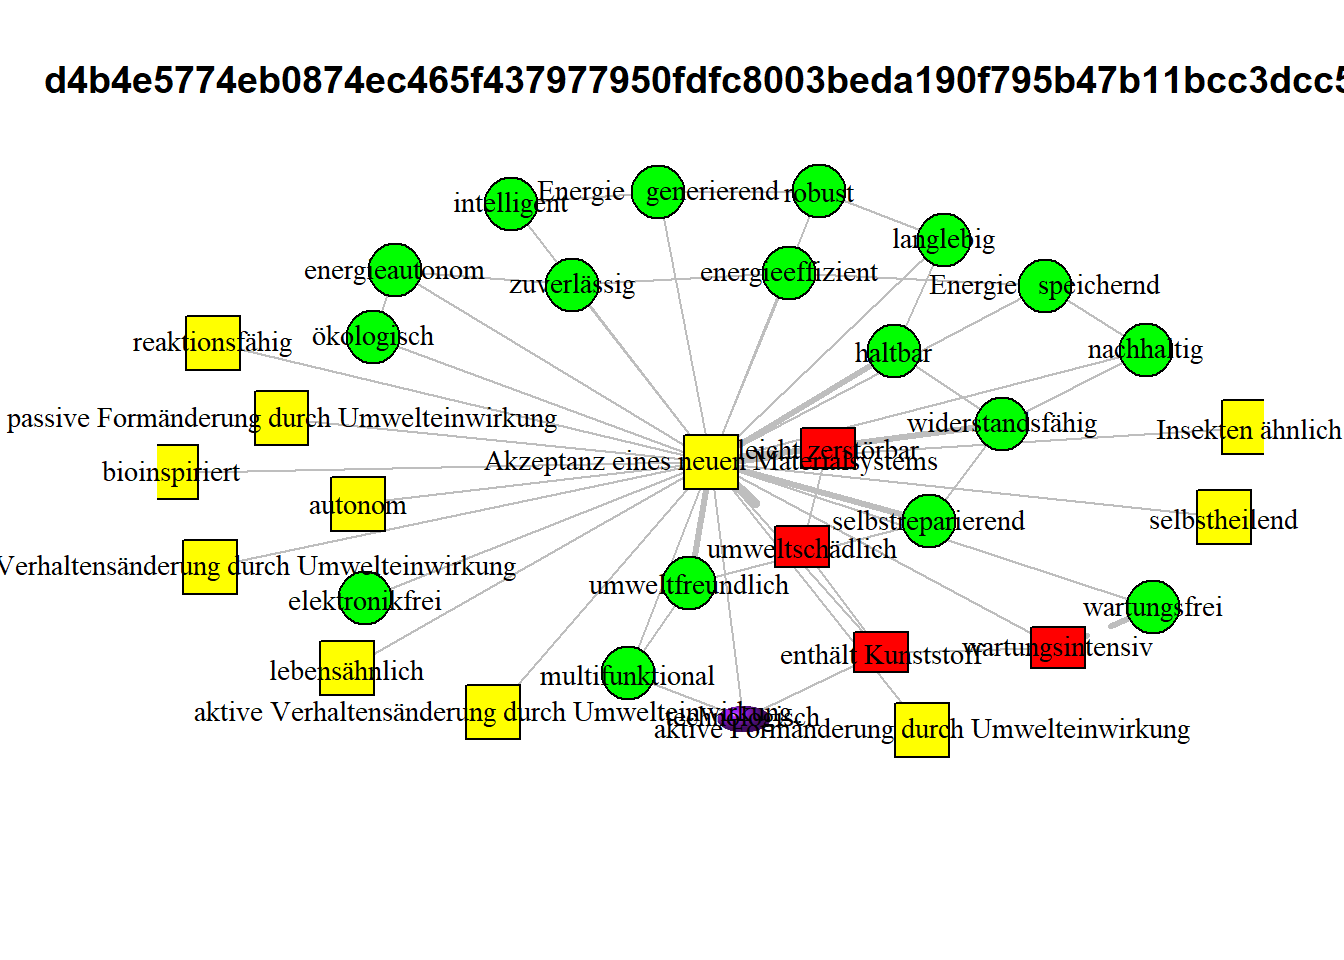 d4b4e5774eb0874ec465f437977950fdfc8003beda190f795b47b11bcc3dcc5
intelligent
Energie generierend
robust
langlebig
energieautonom
zuverlässig
energieeffizient
Energie speichernd
reaktionsfähig
ökologisch
haltbar
nachhaltig
passive Formänderung durch Umwelteinwirkung
widerstandsfähig
Insekten ähnlich
leicht zerstörbar
Akzeptanz eines neuen Materialsystems
bioinspiriert
autonom
selbstreparierend
selbstheilend
umweltschädlich
Verhaltensänderung durch Umwelteinwirkung
umweltfreundlich
elektronikfrei
wartungsfrei
enthält Kunststoff
wartungsintensiv
lebensähnlich
multifunktional
aktive Verhaltensänderung durch Umwelteinwirkung
technologisch
aktive Formänderung durch Umwelteinwirkung